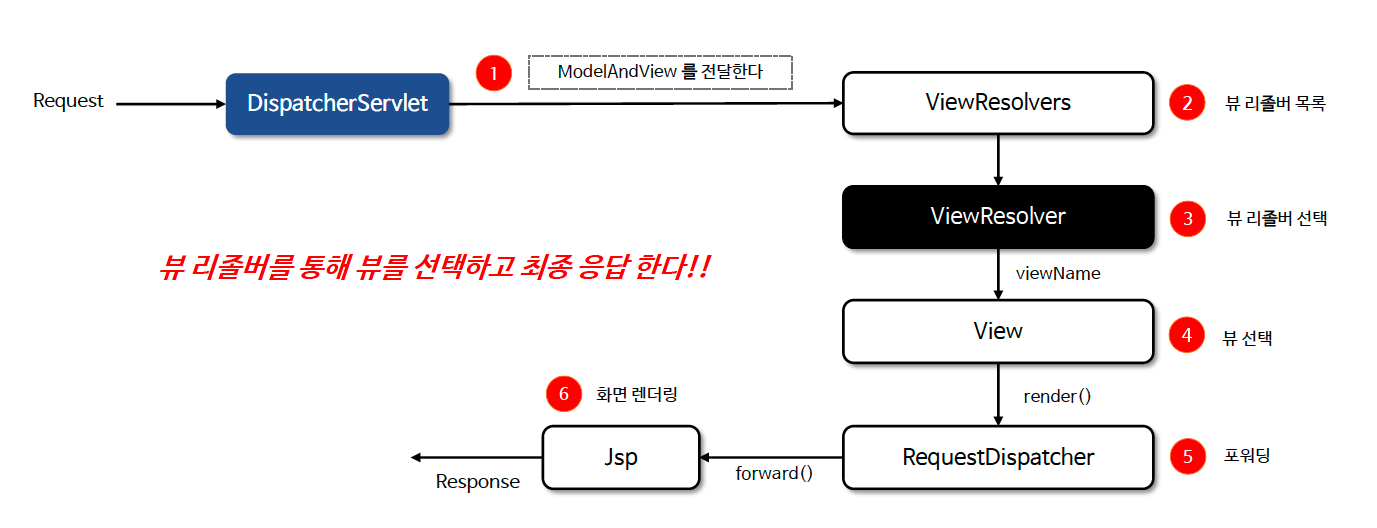 Request
DispatcherServlet
1
ModelAndView 를 전달한다
ViewResolvers
2
뷰 리졸버 목록
ViewResolver
3
뷰 리졸버 선택
뷰 리졸버를 통해 뷰를 선택하고 최종 응답 한다!!
viewName
View
4
뷰 선택
render()
6
화면 렌더링
RequestDispatcher
5
포워딩
forward()
Jsp
Response